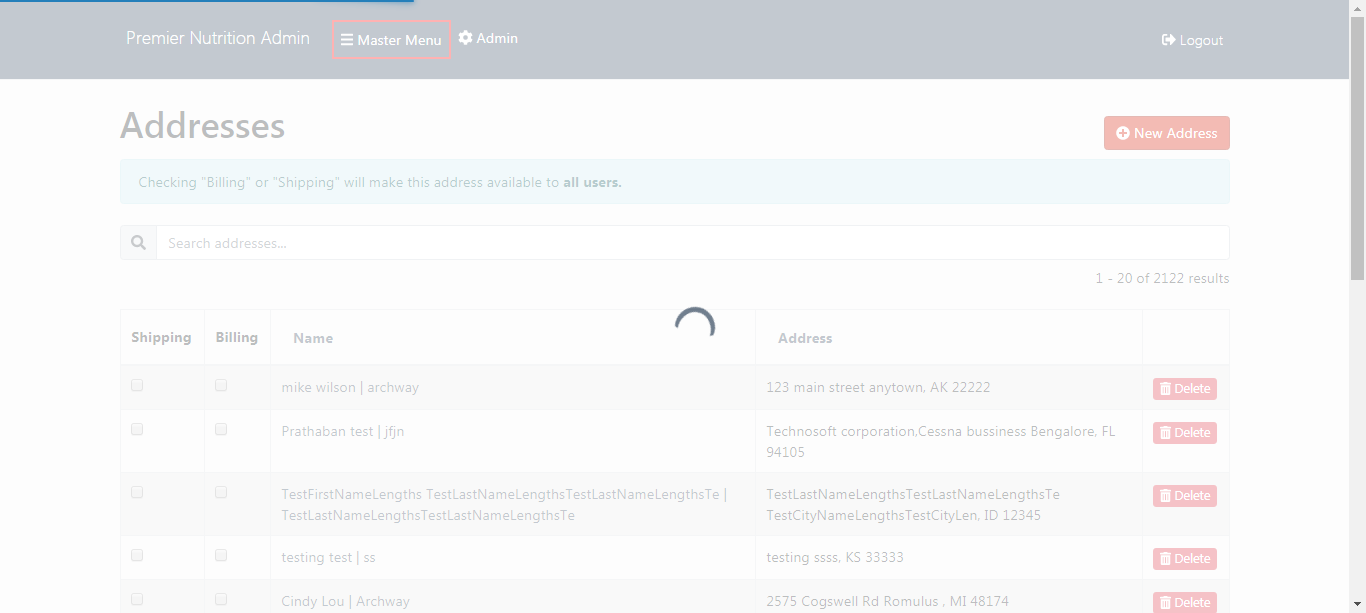 Premier Nutrition Admin
Master Menu
Admin
Logout
Addresses
New Address
Checking "Billing" or "Shipping" will make this address available to all users.
Search addresses...
1 - 20 of 2122 results
Shipping Billing Name Address
mike wilson | archway 123 main street anytown, AK 22222 Delete
Prathaban test | jfjn Technosoft corporation,Cessna bussiness Bengalore, FL
94105 Delete
TestFirstNameLengths TestLastNameLengthsTestLastNameLengthsTe |
TestLastNameLengthsTestLastNameLengthsTe
TestLastNameLengthsTestLastNameLengthsTe
TestCityNameLengthsTestCityLen, ID 12345
Delete
testing test | ss testing ssss, KS 33333 Delete
Cindy Lou | Archway 2575 Cogswell Rd Romulus , MI 48174 Delete